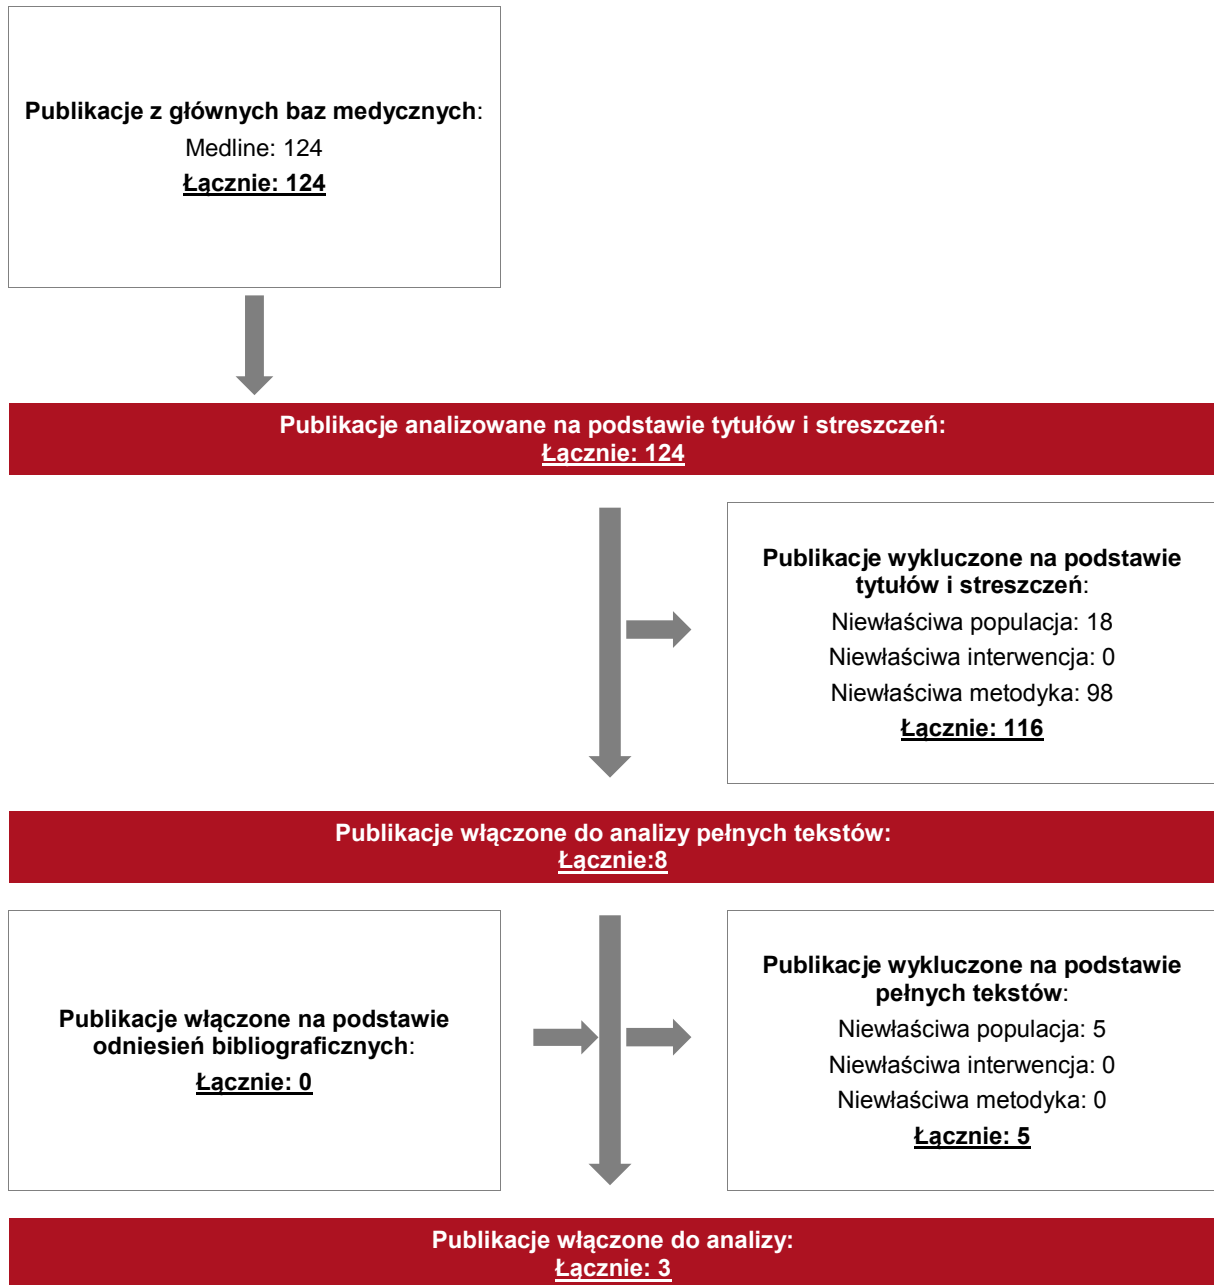 Publikacje z głównych baz medycznych:
Medline: 124
Łącznie: 124
Publikacje analizowane na podstawie tytułów i streszczeń:
Łącznie: 124
Publikacje wykluczone na podstawie
tytułów i streszczeń:
Niewłaściwa populacja: 18
Niewłaściwa interwencja: 0
Niewłaściwa metodyka: 98
Łącznie: 116
Publikacje włączone do analizy pełnych tekstów:
Łącznie:8
Publikacje włączone na podstawie
odniesień bibliograficznych:
Łącznie: 0
Publikacje wykluczone na podstawie
pełnych tekstów:
Niewłaściwa populacja: 5
Niewłaściwa interwencja: 0
Niewłaściwa metodyka: 0
Łącznie: 5
Publikacje włączone do analizy:
Łącznie: 3